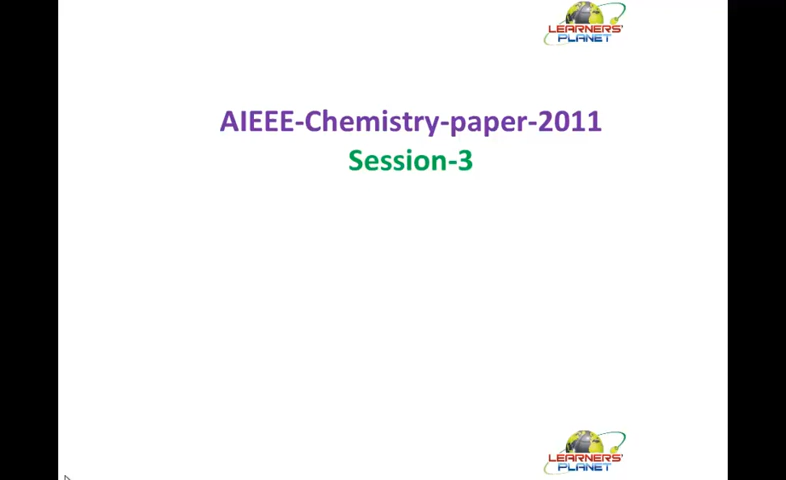 LEARNERS'
PLANET
AIEEE-Chemistry-paper-2011
Session-3
LEARNERS'
PLANET